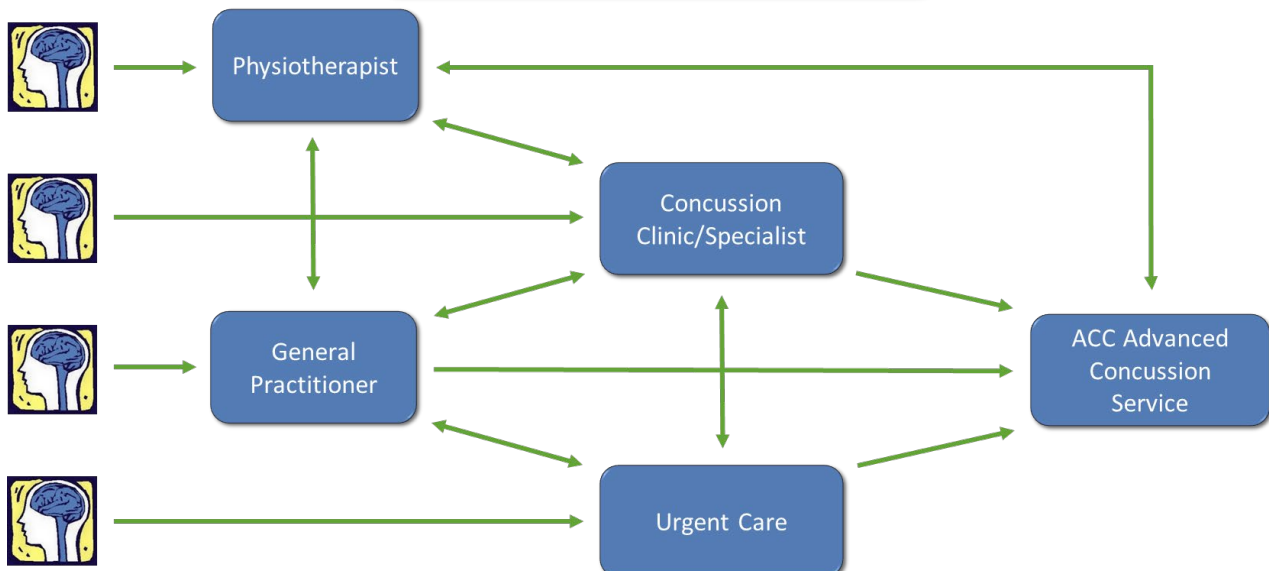 Physiotherapist
Concussion
Clinic/Specialist
General
Practitioner
ACC Advanced
Concussion
Service
Urgent Care